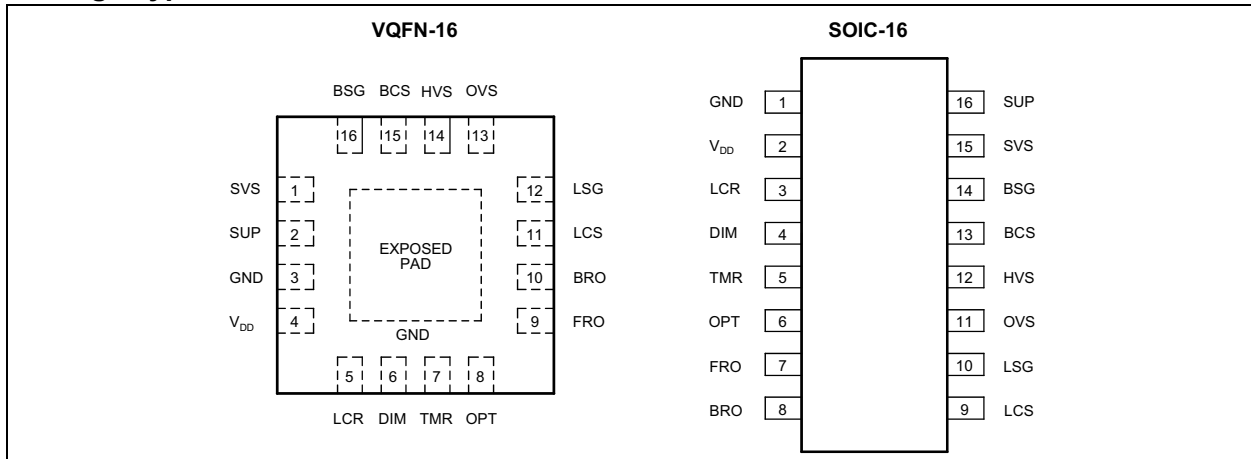 VQFN-16
BSG BCS HVS OVS
16 15 14 13
SVS 1
12 LSG
SUP 2
11 LCS
GND 3
10 BRO
V_DD 4
9 FRO
EXPOSED
PAD
GND
5 6 7 8
LCR DIM TMR OPT
SOIC-16
GND 1
16 SUP
V_DD 2
15 SVS
LCR 3
14 BSG
DIM 4
13 BCS
TMR 5
12 HVS
OPT 6
11 OVS
FRO 7
10 LSG
BRO 8
9 LCS